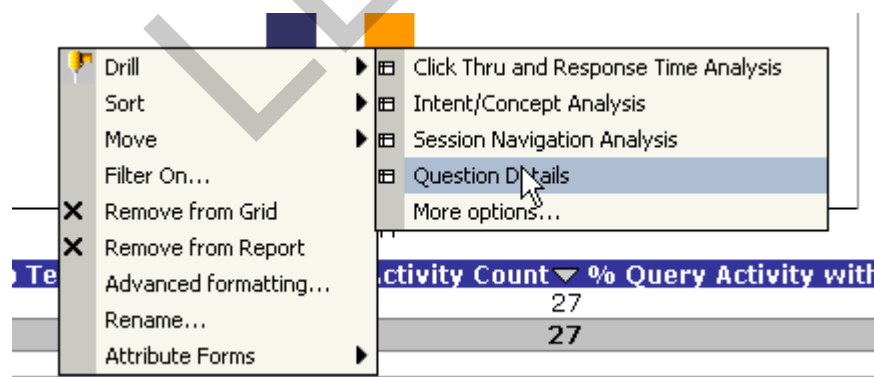 Drill
Sort
Move
Filter On...
Remove from Grid
Remove from Report
Advanced formatting...
Rename...
Attribute Forms
Click Thru and Response Time Analysis
Intent/Concept Analysis
Session Navigation Analysis
Question Details
More options...
Te ctivity Count % Query Activity with
27
27